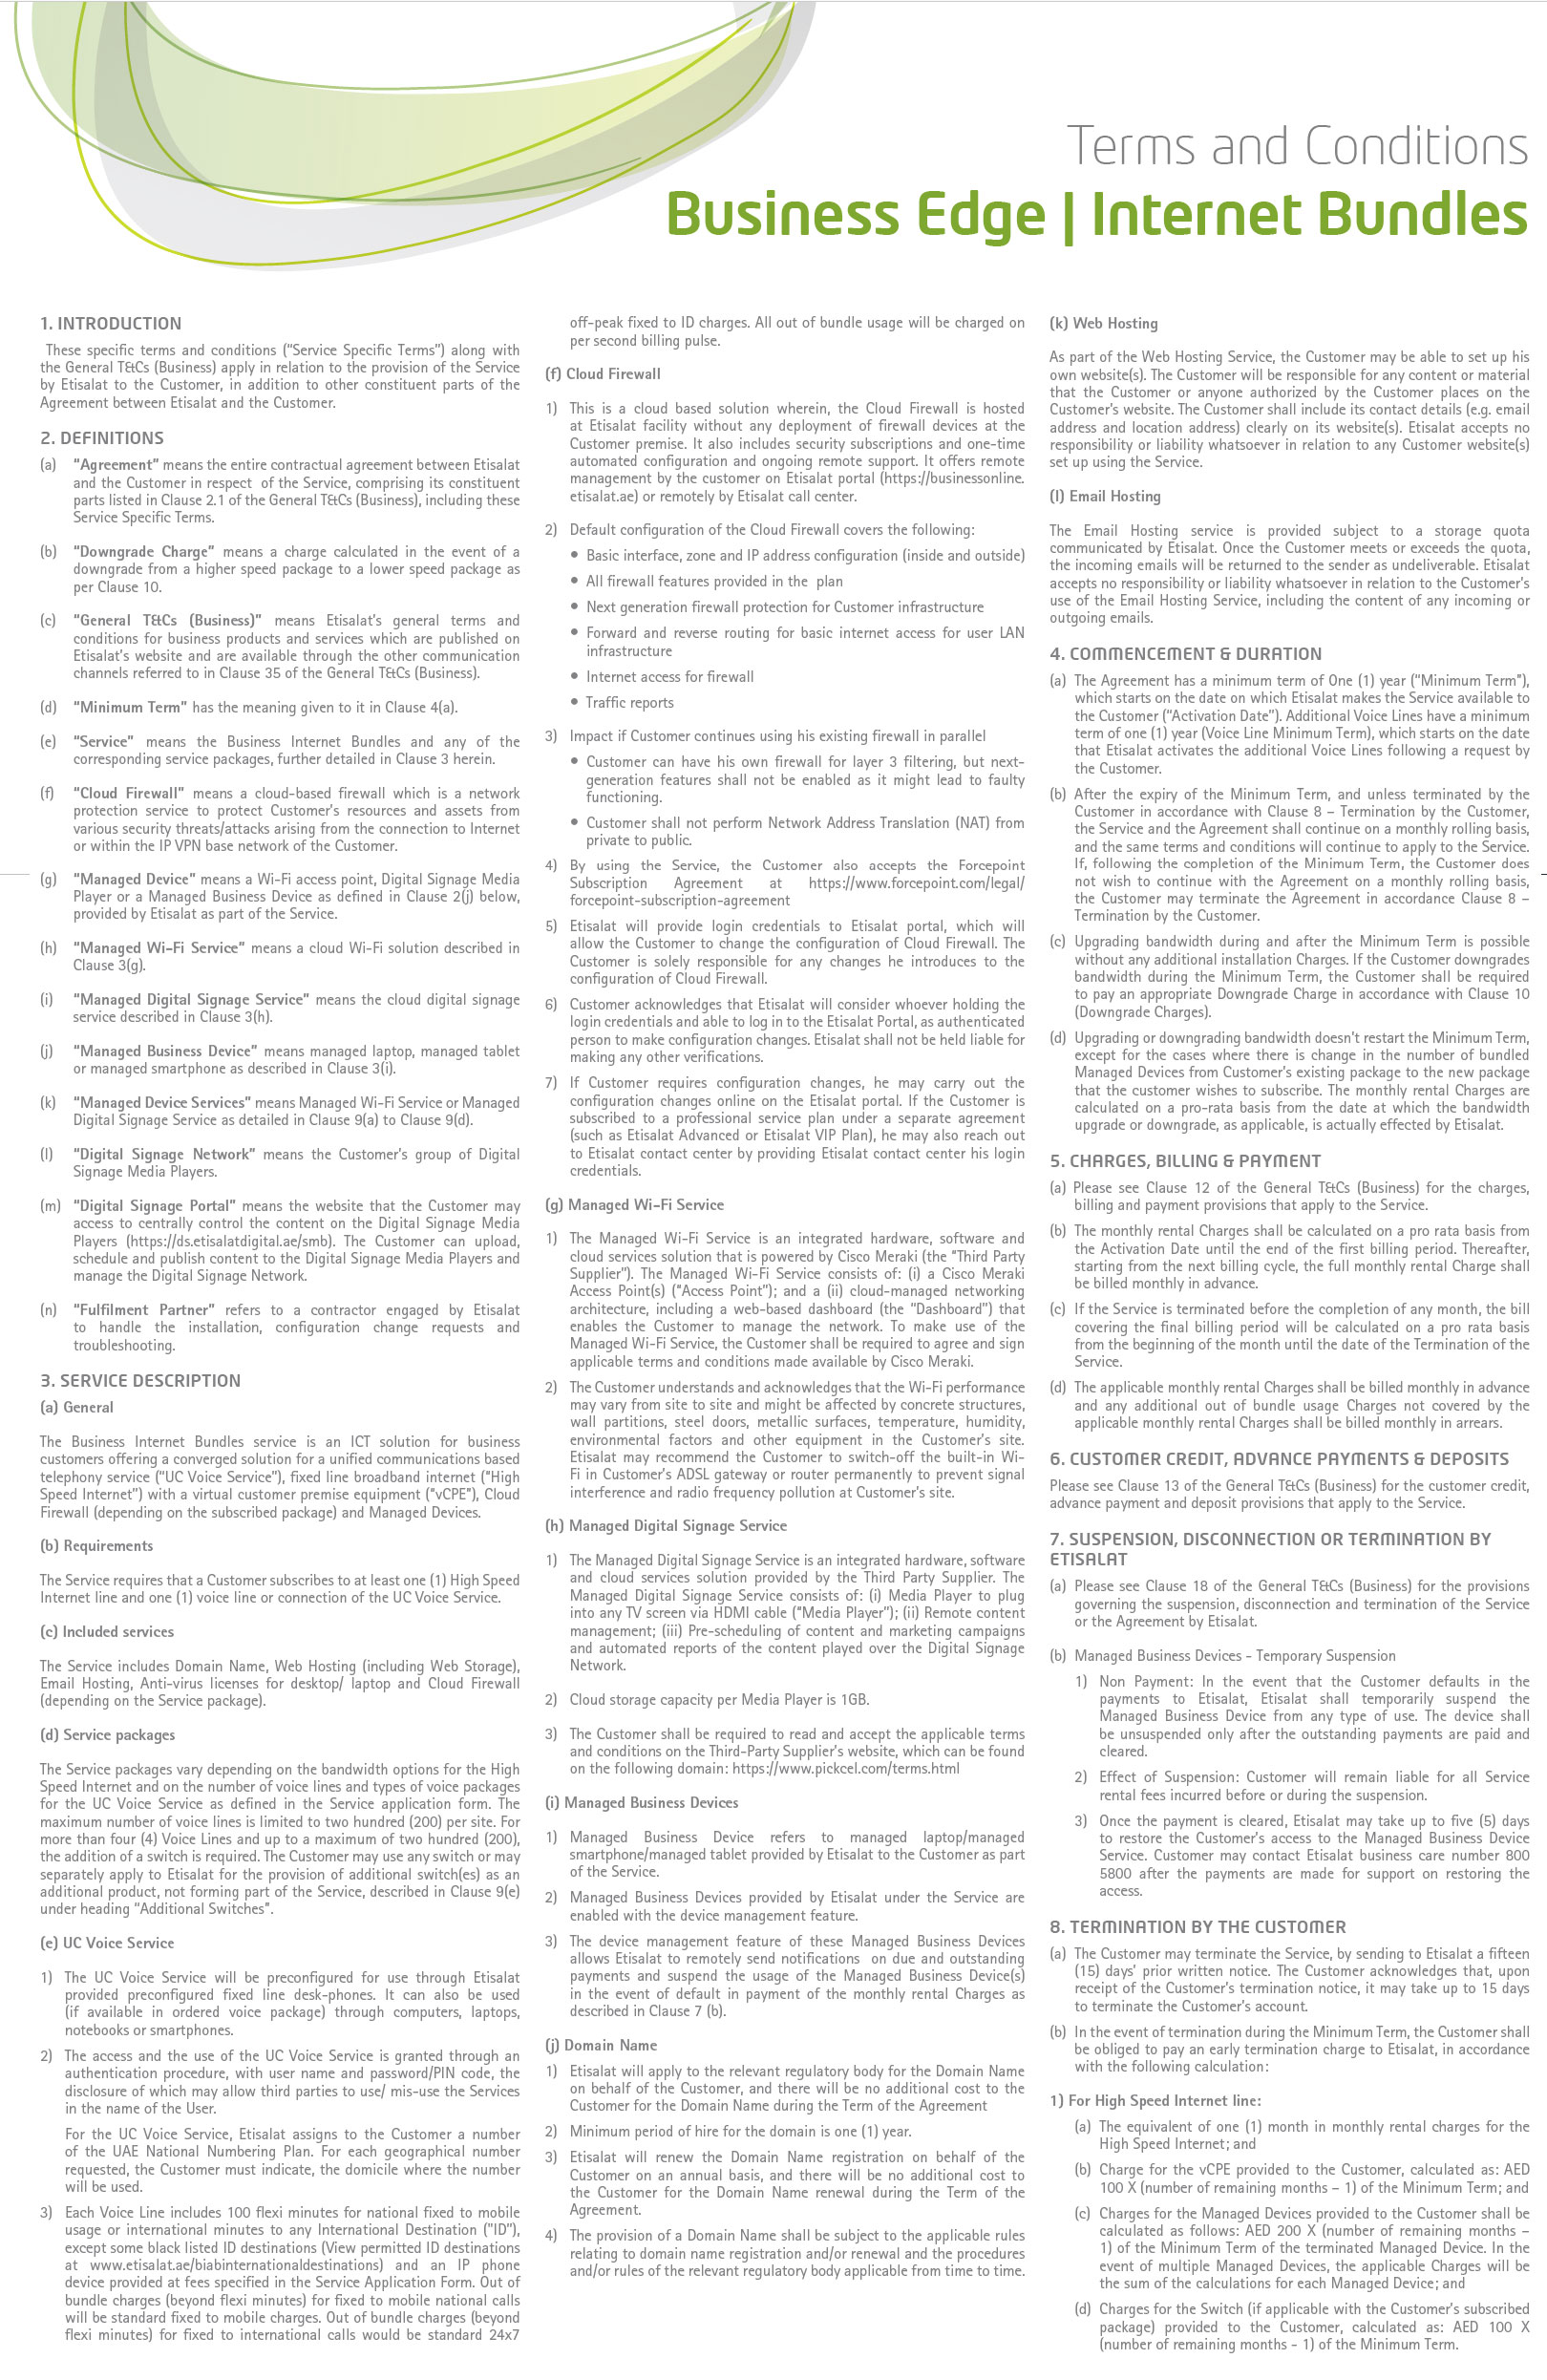 Terms and Conditions
Business Edge | Internet Bundles
1. INTRODUCTION
These specific terms and conditions (“Service Specific Terms”) along with
the General T&Cs (Business) apply in relation to the provision of the Service
by Etisalat to the Customer, in addition to other constituent parts of the
Agreement between Etisalat and the Customer.
2. DEFINITIONS
(a) “Agreement” means the entire contractual agreement between Etisalat
and the Customer in respect of the Service, comprising its constituent
parts listed in Clause 2.1 of the General T&Cs (Business), including these
Service Specific Terms.
(b) “Downgrade Charge” means a charge calculated in the event of a
downgrade from a higher speed package to a lower speed package as
per Clause 10.
(c) “General T&Cs (Business)” means Etisalat’s general terms and
conditions for business products and services which are published on
Etisalat’s website and are available through the other communication
channels referred to in Clause 35 of the General T&Cs (Business).
(d) “Minimum Term” has the meaning given to it in Clause 4(a).
(e) “Service” means the Business Internet Bundles and any of the
corresponding service packages, further detailed in Clause 3 herein.
(f) “Cloud Firewall” means a cloud-based firewall which is a network
protection service to protect Customer’s resources and assets from
various security threats/attacks arising from the connection to Internet
or within the IP VPN base network of the Customer.
(g) “Managed Device” means a Wi-Fi access point, Digital Signage Media
Player or a Managed Business Device as defined in Clause 2(j) below,
provided by Etisalat as part of the Service.
(h) “Managed Wi-Fi Service” means a cloud Wi-Fi solution described in
Clause 3(g).
(i) “Managed Digital Signage Service” means the cloud digital signage
service described in Clause 3(h).
(j) “Managed Business Device” means managed laptop, managed tablet
or managed smartphone as described in Clause 3(i).
(k) “Managed Device Services” means Managed Wi-Fi Service or Managed
Digital Signage Service as detailed in Clause 9(a) to Clause 9(d).
(l) “Digital Signage Network” means the Customer’s group of Digital
Signage Media Players.
(m) “Digital Signage Portal” means the website that the Customer may
access to centrally control the content on the Digital Signage Media
Players (https://ds.etisalatdigital.ae/smb). The Customer can upload,
schedule and publish content to the Digital Signage Media Players and
manage the Digital Signage Network.
(n) “Fulfilment Partner” refers to a contractor engaged by Etisalat
to handle the installation, configuration change requests and
troubleshooting.
3. SERVICE DESCRIPTION
(a) General
The Business Internet Bundles service is an ICT solution for business
customers offering a converged solution for a unified communications based
telephony service (“UC Voice Service”), fixed line broadband internet (“High
Speed Internet”) with a virtual customer premise equipment (“vCPE”), Cloud
Firewall (depending on the subscribed package) and Managed Devices.
(b) Requirements
The Service requires that a Customer subscribes to at least one (1) High Speed
Internet line and one (1) voice line or connection of the UC Voice Service.
(c) Included services
The Service includes Domain Name, Web Hosting (including Web Storage),
Email Hosting, Anti-virus licenses for desktop/ laptop and Cloud Firewall
(depending on the Service package).
(d) Service packages
The Service packages vary depending on the bandwidth options for the High
Speed Internet and on the number of voice lines and types of voice packages
for the UC Voice Service as defined in the Service application form. The
maximum number of voice lines is limited to two hundred (200) per site. For
more than four (4) Voice Lines and up to a maximum of two hundred (200),
the addition of a switch is required. The Customer may use any switch or may
separately apply to Etisalat for the provision of additional switch(es) as an
additional product, not forming part of the Service, described in Clause 9(e)
under heading “Additional Switches”.
(e) UC Voice Service
1) The UC Voice Service will be preconfigured for use through Etisalat
provided preconfigured fixed line desk-phones. It can also be used
(if available in ordered voice package) through computers, laptops,
notebooks or smartphones.
2) The access and the use of the UC Voice Service is granted through an
authentication procedure, with user name and password/PIN code, the
disclosure of which may allow third parties to use/ mis-use the Services
in the name of the User.
For the UC Voice Service, Etisalat assigns to the Customer a number
of the UAE National Numbering Plan. For each geographical number
requested, the Customer must indicate, the domicile where the number
will be used.
3) Each Voice Line includes 100 flexi minutes for national fixed to mobile
usage or international minutes to any International Destination (“ID”),
except some black listed ID destinations (View permitted ID destinations
at www.etisalat.ae/biabinternationaldestinations) and an IP phone
device provided at fees specified in the Service Application Form. Out of
bundle charges (beyond flexi minutes) for fixed to mobile national calls
will be standard fixed to mobile charges. Out of bundle charges (beyond
flexi minutes) for fixed to international calls would be standard 24x7
off-peak fixed to ID charges. All out of bundle usage will be charged on
per second billing pulse.
(f) Cloud Firewall
1) This is a cloud based solution wherein, the Cloud Firewall is hosted
at Etisalat facility without any deployment of firewall devices at the
Customer premise. It also includes security subscriptions and one-time
automated configuration and ongoing remote support. It offers remote
management by the customer on Etisalat portal (https://businessonline.
etisalat.ae) or remotely by Etisalat call center.
2) Default configuration of the Cloud Firewall covers the following:
• Basic interface, zone and IP address configuration (inside and outside)
• All firewall features provided in the plan
• Next generation firewall protection for Customer infrastructure
• Forward and reverse routing for basic internet access for user LAN
infrastructure
• Internet access for firewall
• Traffic reports
3) Impact if Customer continues using his existing firewall in parallel
• Customer can have his own firewall for layer 3 filtering, but next-
generation features shall not be enabled as it might lead to faulty
functioning.
• Customer shall not perform Network Address Translation (NAT) from
private to public.
4) By using the Service, the Customer also accepts the Forcepoint
Subscription Agreement at https://www.forcepoint.com/legal/
forcepoint-subscription-agreement
5) Etisalat will provide login credentials to Etisalat portal, which will
allow the Customer to change the configuration of Cloud Firewall. The
Customer is solely responsible for any changes he introduces to the
configuration of Cloud Firewall.
6) Customer acknowledges that Etisalat will consider whoever holding the
login credentials and able to log in to the Etisalat Portal, as authenticated
person to make configuration changes. Etisalat shall not be held liable for
making any other verifications.
7) If Customer requires configuration changes, he may carry out the
configuration changes online on the Etisalat portal. If the Customer is
subscribed to a professional service plan under a separate agreement
(such as Etisalat Advanced or Etisalat VIP Plan), he may also reach out
to Etisalat contact center by providing Etisalat contact center his login
credentials.
(g) Managed Wi-Fi Service
1) The Managed Wi-Fi Service is an integrated hardware, software and
cloud services solution that is powered by Cisco Meraki (the “Third Party
Supplier”). The Managed Wi-Fi Service consists of: (i) a Cisco Meraki
Access Point(s) (“Access Point”); and a (ii) cloud-managed networking
architecture, including a web-based dashboard (the “Dashboard”) that
enables the Customer to manage the network. To make use of the
Managed Wi-Fi Service, the Customer shall be required to agree and sign
applicable terms and conditions made available by Cisco Meraki.
2) The Customer understands and acknowledges that the Wi-Fi performance
may vary from site to site and might be affected by concrete structures,
wall partitions, steel doors, metallic surfaces, temperature, humidity,
environmental factors and other equipment in the Customer’s site.
Etisalat may recommend the Customer to switch-off the built-in Wi-
Fi in Customer’s ADSL gateway or router permanently to prevent signal
interference and radio frequency pollution at Customer’s site.
(h) Managed Digital Signage Service
1) The Managed Digital Signage Service is an integrated hardware, software
and cloud services solution provided by the Third Party Supplier. The
Managed Digital Signage Service consists of: (i) Media Player to plug
into any TV screen via HDMI cable (“Media Player”); (ii) Remote content
management; (iii) Pre-scheduling of content and marketing campaigns
and automated reports of the content played over the Digital Signage
Network.
2) Cloud storage capacity per Media Player is 1GB.
3) The Customer shall be required to read and accept the applicable terms
and conditions on the Third-Party Supplier’s website, which can be found
on the following domain: https://www.pickcel.com/terms.html
(i) Managed Business Devices
1) Managed Business Device refers to managed laptop/managed
smartphone/managed tablet provided by Etisalat to the Customer as part
of the Service.
2) Managed Business Devices provided by Etisalat under the Service are
enabled with the device management feature.
3) The device management feature of these Managed Business Devices
allows Etisalat to remotely send notifications on due and outstanding
payments and suspend the usage of the Managed Business Device(s)
in the event of default in payment of the monthly rental Charges as
described in Clause 7 (b).
(j) Domain Name
1) Etisalat will apply to the relevant regulatory body for the Domain Name
on behalf of the Customer, and there will be no additional cost to the
Customer for the Domain Name during the Term of the Agreement
2) Minimum period of hire for the domain is one (1) year.
3) Etisalat will renew the Domain Name registration on behalf of the
Customer on an annual basis, and there will be no additional cost to
the Customer for the Domain Name renewal during the Term of the
Agreement.
4) The provision of a Domain Name shall be subject to the applicable rules
relating to domain name registration and/or renewal and the procedures
and/or rules of the relevant regulatory body applicable from time to time.
(k) Web Hosting
As part of the Web Hosting Service, the Customer may be able to set up his
own website(s). The Customer will be responsible for any content or material
that the Customer or anyone authorized by the Customer places on the
Customer’s website. The Customer shall include its contact details (e.g. email
address and location address) clearly on its website(s). Etisalat accepts no
responsibility or liability whatsoever in relation to any Customer website(s)
set up using the Service.
(l) Email Hosting
The Email Hosting service is provided subject to a storage quota
communicated by Etisalat. Once the Customer meets or exceeds the quota,
the incoming emails will be returned to the sender as undeliverable. Etisalat
accepts no responsibility or liability whatsoever in relation to the Customer’s
use of the Email Hosting Service, including the content of any incoming or
outgoing emails.
4. COMMENCEMENT & DURATION
(a) The Agreement has a minimum term of One (1) year (“Minimum Term”),
which starts on the date on which Etisalat makes the Service available to
the Customer (“Activation Date”). Additional Voice Lines have a minimum
term of one (1) year (Voice Line Minimum Term), which starts on the date
that Etisalat activates the additional Voice Lines following a request by
the Customer.
(b) After the expiry of the Minimum Term, and unless terminated by the
Customer in accordance with Clause 8 – Termination by the Customer,
the Service and the Agreement shall continue on a monthly rolling basis,
and the same terms and conditions will continue to apply to the Service.
If, following the completion of the Minimum Term, the Customer does
not wish to continue with the Agreement on a monthly rolling basis,
the Customer may terminate the Agreement in accordance Clause 8 –
Termination by the Customer.
(c) Upgrading bandwidth during and after the Minimum Term is possible
without any additional installation Charges. If the Customer downgrades
bandwidth during the Minimum Term, the Customer shall be required
to pay an appropriate Downgrade Charge in accordance with Clause 10
(Downgrade Charges).
(d) Upgrading or downgrading bandwidth doesn’t restart the Minimum Term,
except for the cases where there is change in the number of bundled
Managed Devices from Customer’s existing package to the new package
that the customer wishes to subscribe. The monthly rental Charges are
calculated on a pro-rata basis from the date at which the bandwidth
upgrade or downgrade, as applicable, is actually effected by Etisalat.
5. CHARGES, BILLING & PAYMENT
(a) Please see Clause 12 of the General T&Cs (Business) for the charges,
billing and payment provisions that apply to the Service.
(b) The monthly rental Charges shall be calculated on a pro rata basis from
the Activation Date until the end of the first billing period. Thereafter,
starting from the next billing cycle, the full monthly rental Charge shall
be billed monthly in advance.
(c) If the Service is terminated before the completion of any month, the bill
covering the final billing period will be calculated on a pro rata basis
from the beginning of the month until the date of the Termination of the
Service.
(d) The applicable monthly rental Charges shall be billed monthly in advance
and any additional out of bundle usage Charges not covered by the
applicable monthly rental Charges shall be billed monthly in arrears.
6. CUSTOMER CREDIT, ADVANCE PAYMENTS & DEPOSITS
Please see Clause 13 of the General T&Cs (Business) for the customer credit,
advance payment and deposit provisions that apply to the Service.
7. SUSPENSION, DISCONNECTION OR TERMINATION BY
ETISALAT
(a) Please see Clause 18 of the General T&Cs (Business) for the provisions
governing the suspension, disconnection and termination of the Service
or the Agreement by Etisalat.
(b) Managed Business Devices - Temporary Suspension
1) Non Payment: In the event that the Customer defaults in the
payments to Etisalat, Etisalat shall temporarily suspend the
Managed Business Device from any type of use. The device shall
be unsuspended only after the outstanding payments are paid and
cleared.
2) Effect of Suspension: Customer will remain liable for all Service
rental fees incurred before or during the suspension.
3) Once the payment is cleared, Etisalat may take up to five (5) days
to restore the Customer’s access to the Managed Business Device
Service. Customer may contact Etisalat business care number 800
5800 after the payments are made for support on restoring the
access.
8. TERMINATION BY THE CUSTOMER
(a) The Customer may terminate the Service, by sending to Etisalat a fifteen
(15) days’ prior written notice. The Customer acknowledges that, upon
receipt of the Customer’s termination notice, it may take up to 15 days
to terminate the Customer’s account.
(b) In the event of termination during the Minimum Term, the Customer shall
be obliged to pay an early termination charge to Etisalat, in accordance
with the following calculation:
1) For High Speed Internet line:
(a) The equivalent of one (1) month in monthly rental charges for the
High Speed Internet; and
(b) Charge for the vCPE provided to the Customer, calculated as: AED
100 X (number of remaining months – 1) of the Minimum Term; and
(c) Charges for the Managed Devices provided to the Customer shall be
calculated as follows: AED 200 X (number of remaining months –
1) of the Minimum Term of the terminated Managed Device. In the
event of multiple Managed Devices, the applicable Charges will be
the sum of the calculations for each Managed Device; and
(d) Charges for the Switch (if applicable with the Customer’s subscribed
package) provided to the Customer, calculated as: AED 100 X
(number of remaining months - 1) of the Minimum Term.